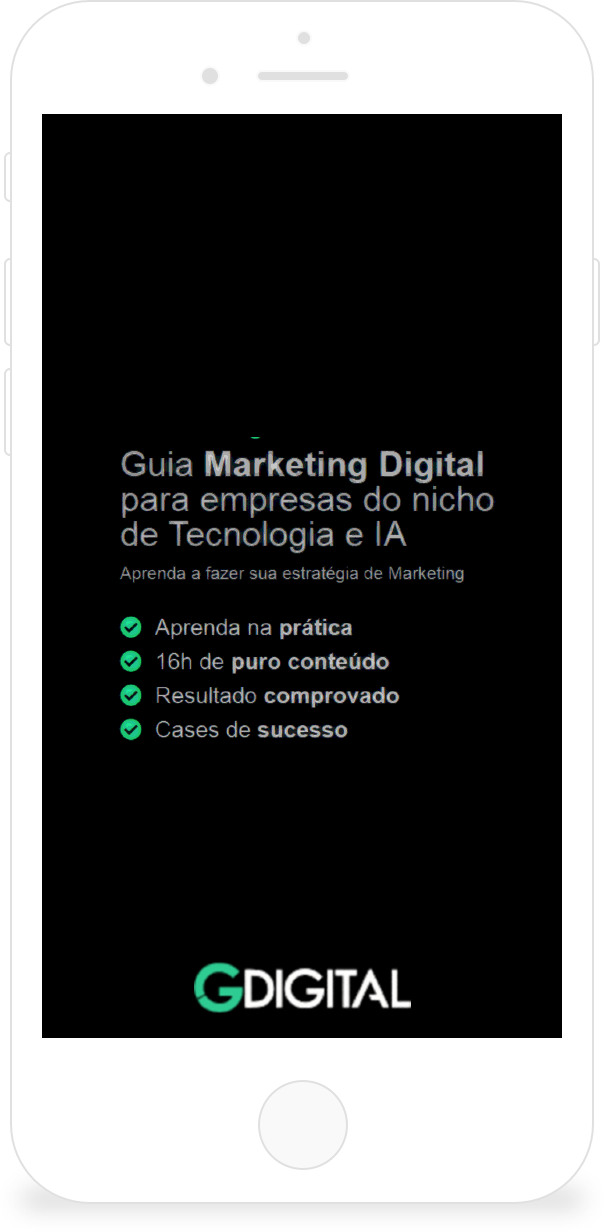 Guia Marketing Digital
para empresas do nicho
de Tecnologia e IA
Aprenda a fazer sua estratégia de Marketing
Aprenda na prática
16h de puro conteúdo
Resultado comprovado
Cases de sucesso
GDIGITAL